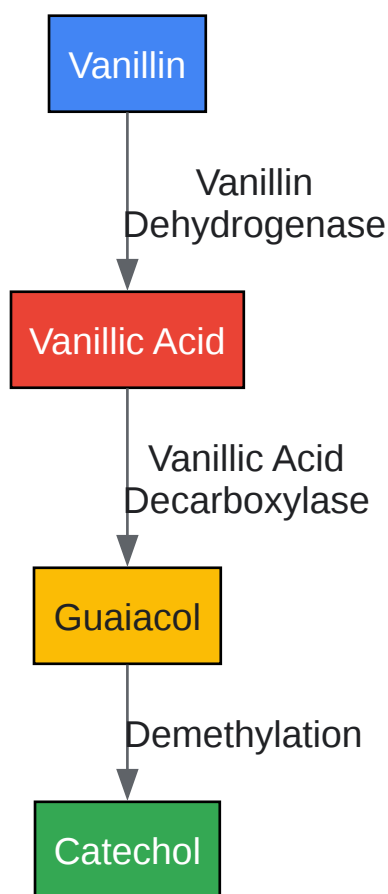 Vanillin
Vanillin
Dehydrogenase
Vanillic Acid
Vanillic Acid
Decarboxylase
Guaiacol
Demethylation
Catechol